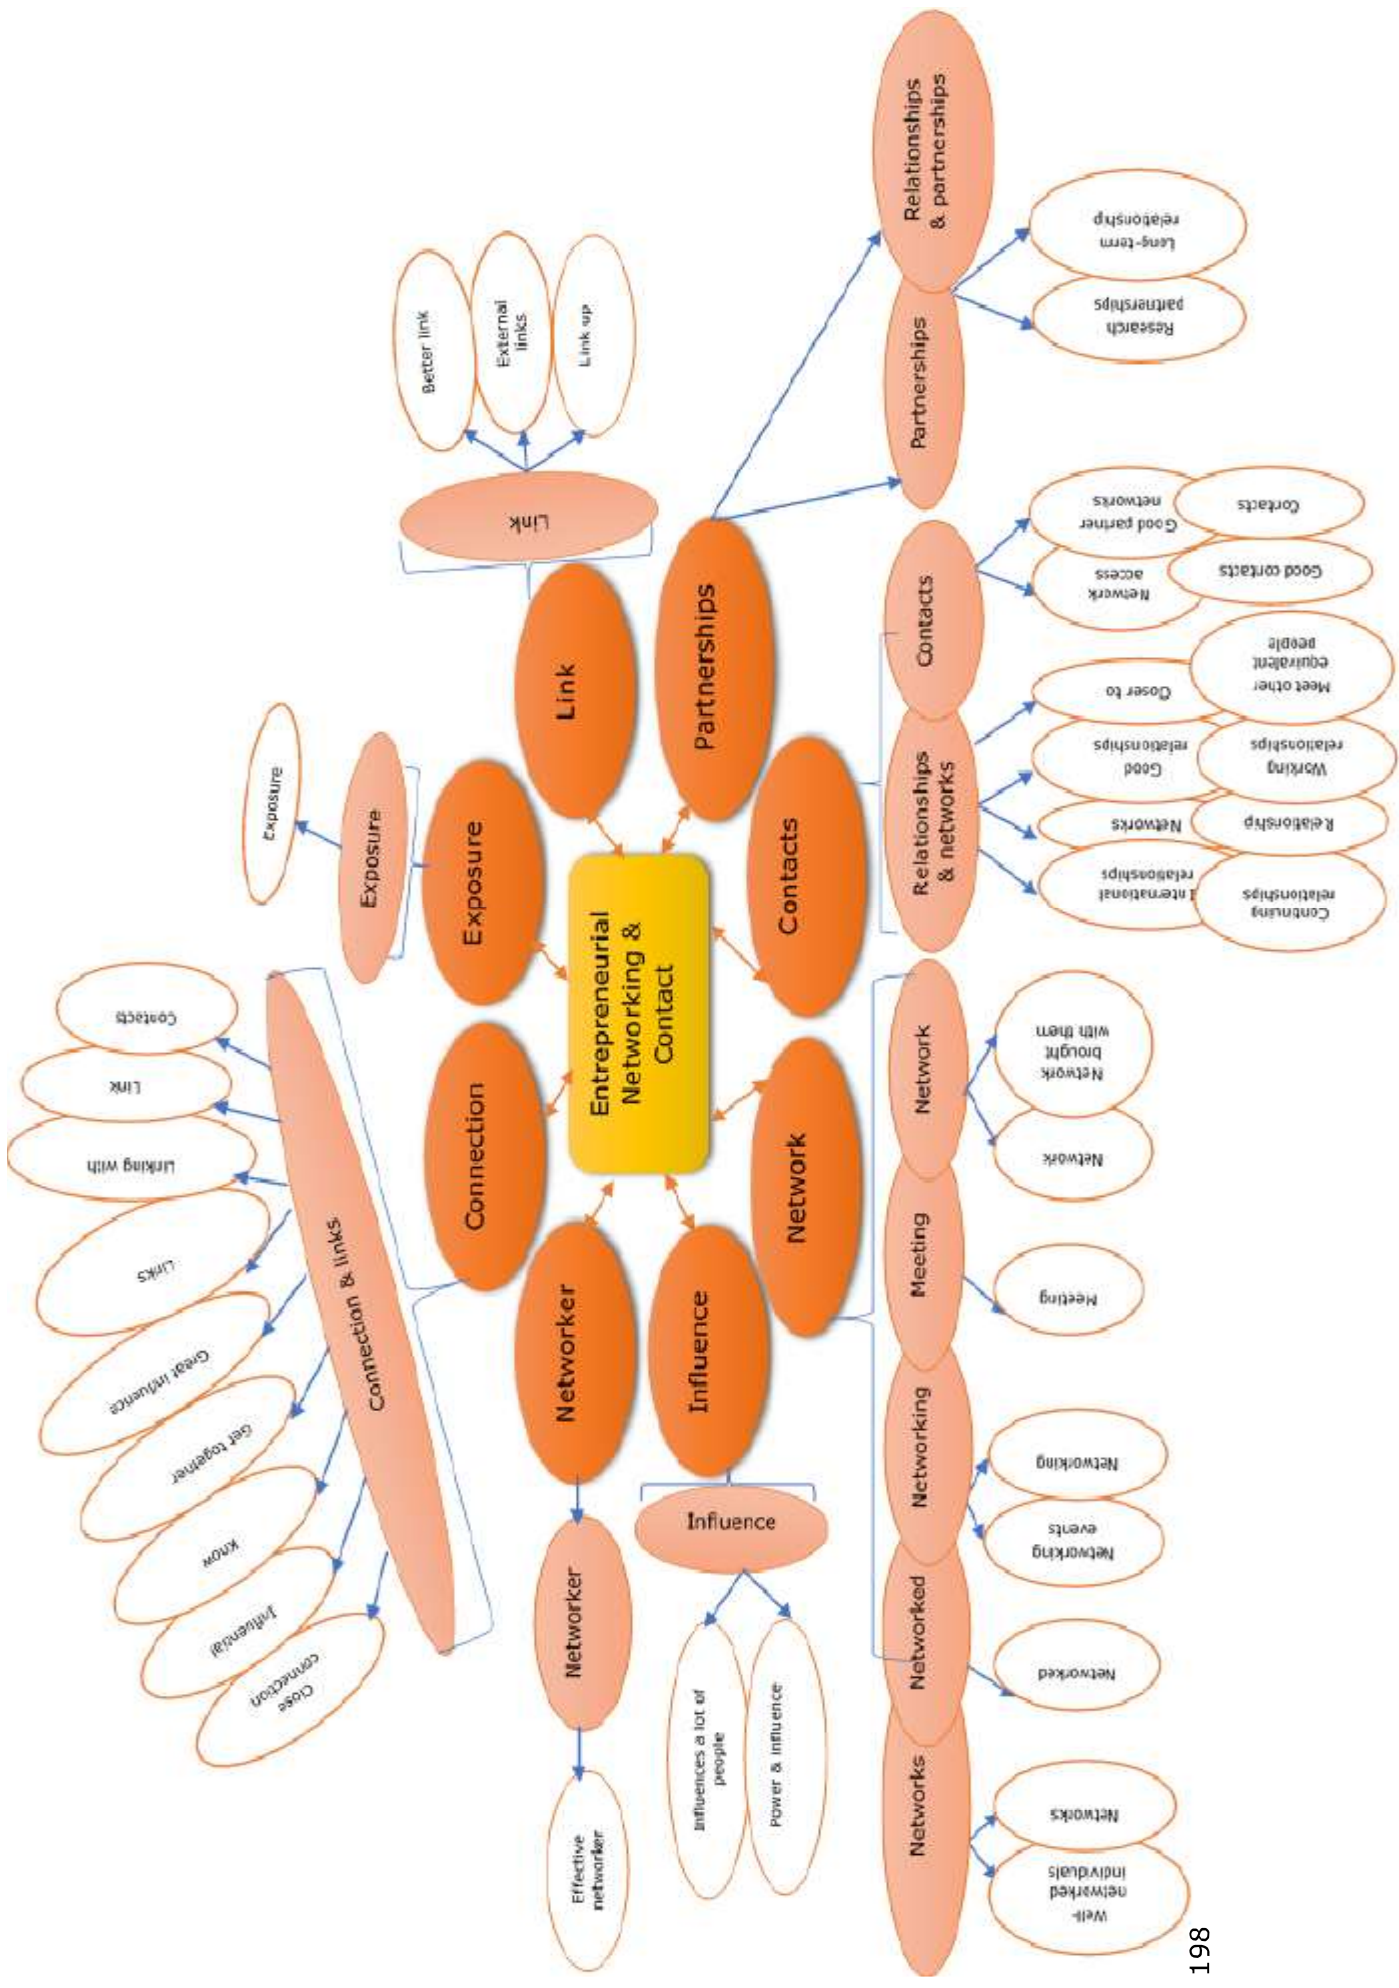 Entrepreneurial
Networking &
Contact
Connection
Exposure
Link
Partnerships
Contacts
Network
Influence
Networker
Connection & links
Contacts
Link
Linking with
Links
Great influence
Get together
Know
Influential
Close
connection
Exposure
Exposure
Link
Better link
External
links
Link up
Partnerships
Relationships
& partnerships
Research
partnerships
Long-term
relationship
Contacts
Network
access
Good partner
networks
Good contacts
Contacts
Relationships
& networks
International
relationships
Networks
Good
relationships
Closer to
Continuing
relationships
Relationship
Working
relationships
Meet other
equivalent
people
Network
Network
Network
brought
with them
Meeting
Meeting
Networking
Networking
events
Networking
Networked
Networked
Networks
Well-
networked
individuals
Networks
Influence
Influences a lot of
people
Power & influence
Networker
Effective
networker
198